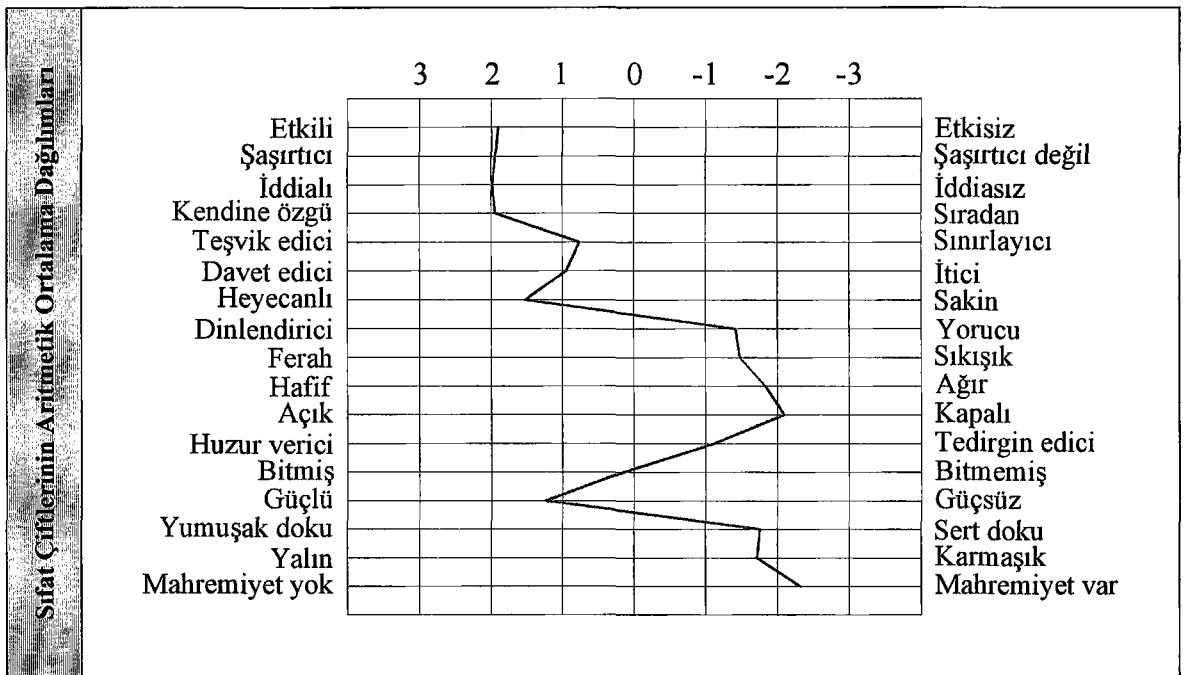 Sıfat Çiftlerinin Aritmetik Ortalama Dağılımları
3 2 1 0 -1 -2 -3
Etkili Etkisiz
Şaşırtıcı Şaşırtıcı değil
İddialı İddiasız
Kendine özgü Sıradan
Teşvik edici Sınırlayıcı
Davet edici İtici
Heyecanlı Sakin
Dinlendirici Yorucu
Ferah Sıkışık
Hafif Ağır
Açık Kapalı
Huzur verici Tedirgin edici
Bitmiş Bitmemiş
Güçlü Güçsüz
Yumuşak doku Sert doku
Yalın Karmaşık
Mahremiyet yok Mahremiyet var